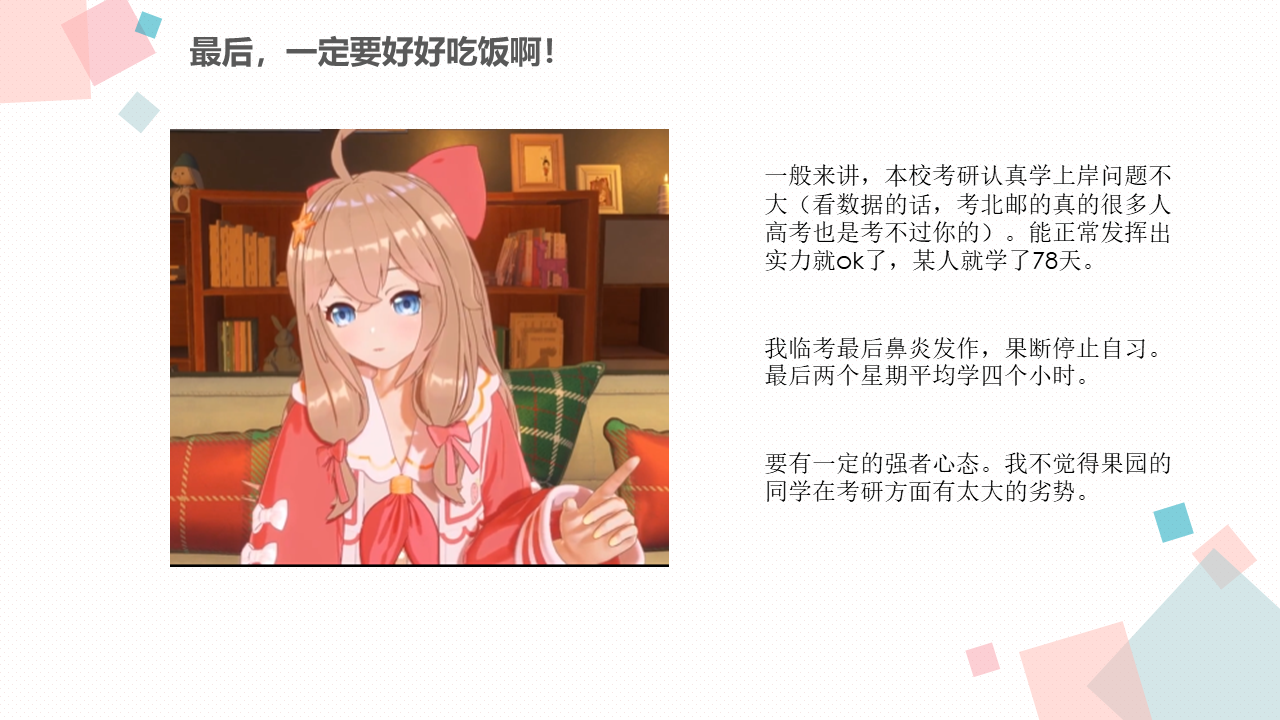 最后，一定要好好吃饭啊！
一般来讲，本校考研认真学上岸问题不
大（看数据的话，考北邮的真的很多人
高考也是考不过你的）。能正常发挥出
实力就ok了，某人就学了78天。
我临考最后鼻炎发作，果断停止自习。
最后两个星期平均学四个小时。
要有一定的强者心态。我不觉得果园的
同学在考研方面有太大的劣势。